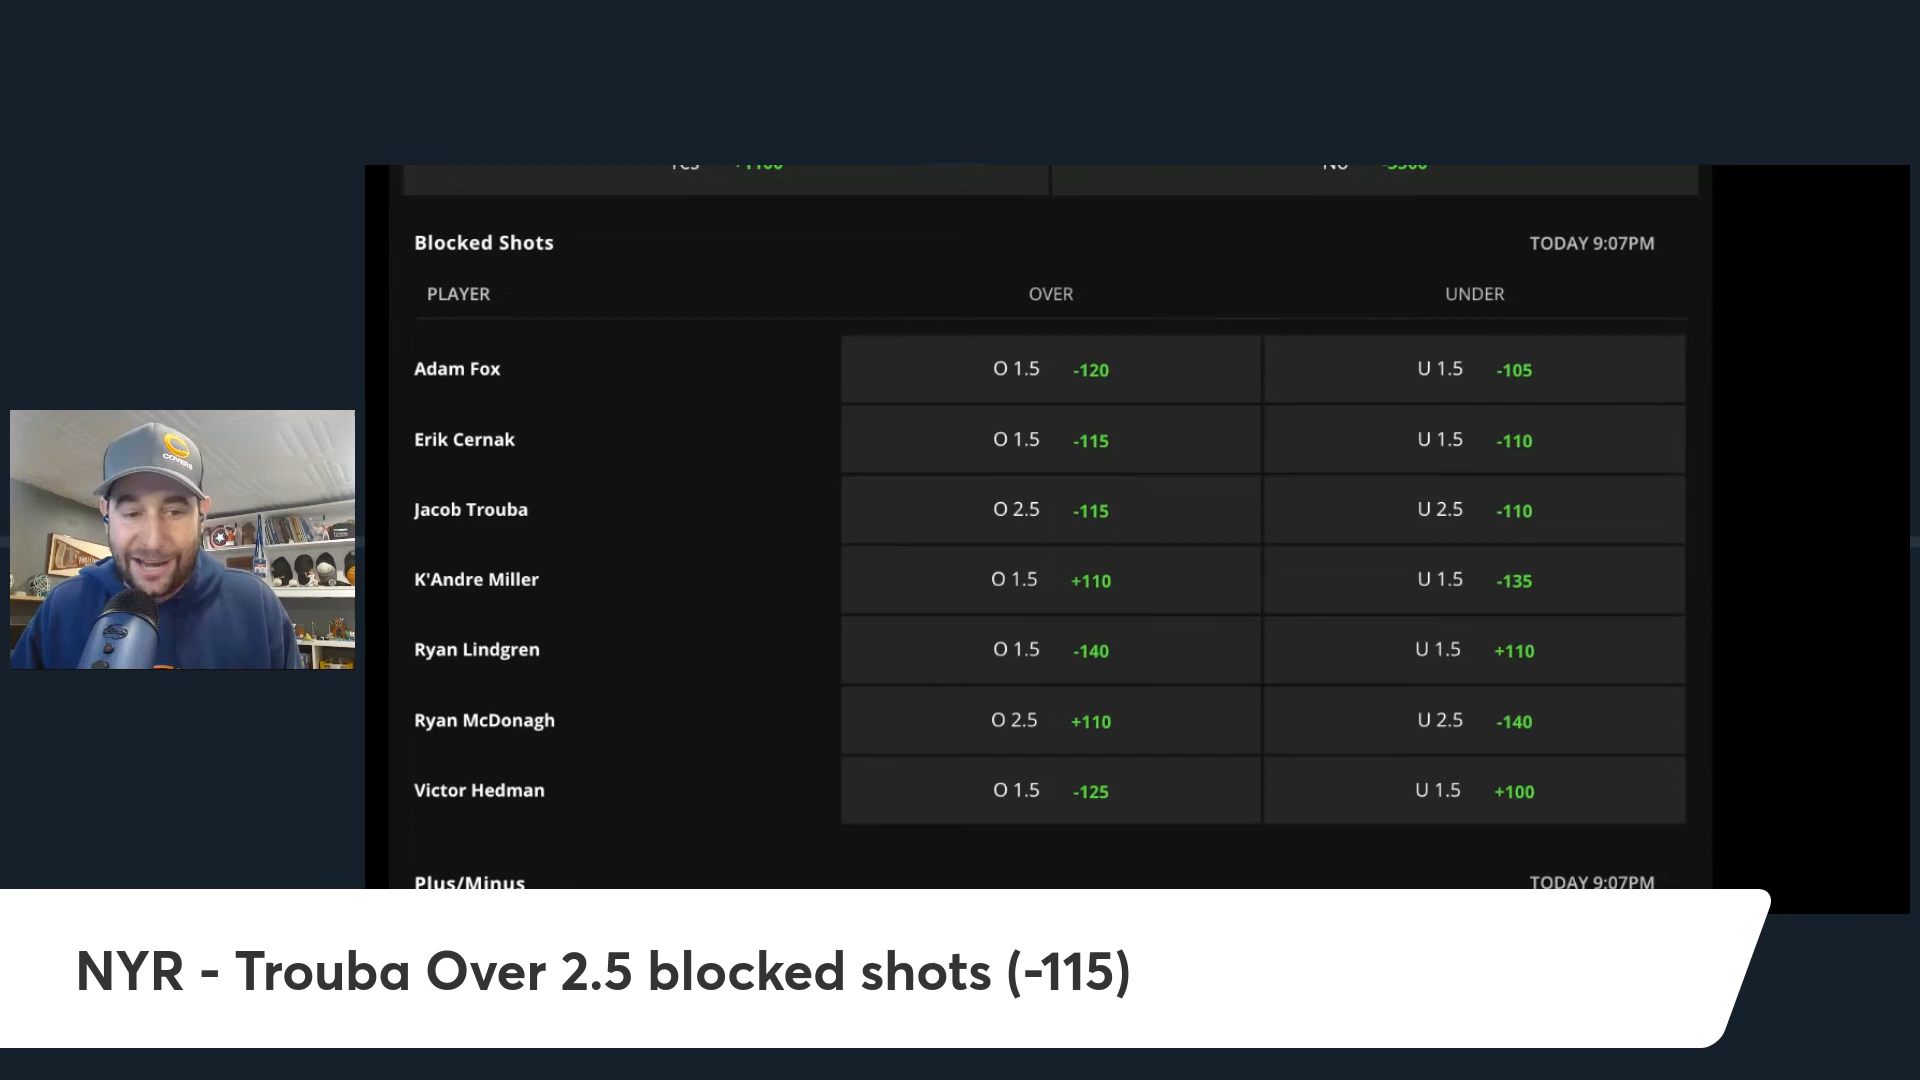 Blocked Shots TODAY 9:07PM
PLAYER OVER UNDER
Adam Fox O 1.5 -120 U 1.5 -105
Erik Cernak O 1.5 -115 U 1.5 -110
Jacob Trouba O 2.5 -115 U 2.5 -110
K'Andre Miller O 1.5 +110 U 1.5 -135
Ryan Lindgren O 1.5 -140 U 1.5 +110
Ryan McDonagh O 2.5 +110 U 2.5 -140
Victor Hedman O 1.5 -125 U 1.5 +100
Plus/Minus TODAY 9:07PM
covers
NYR - Trouba Over 2.5 blocked shots (-115)